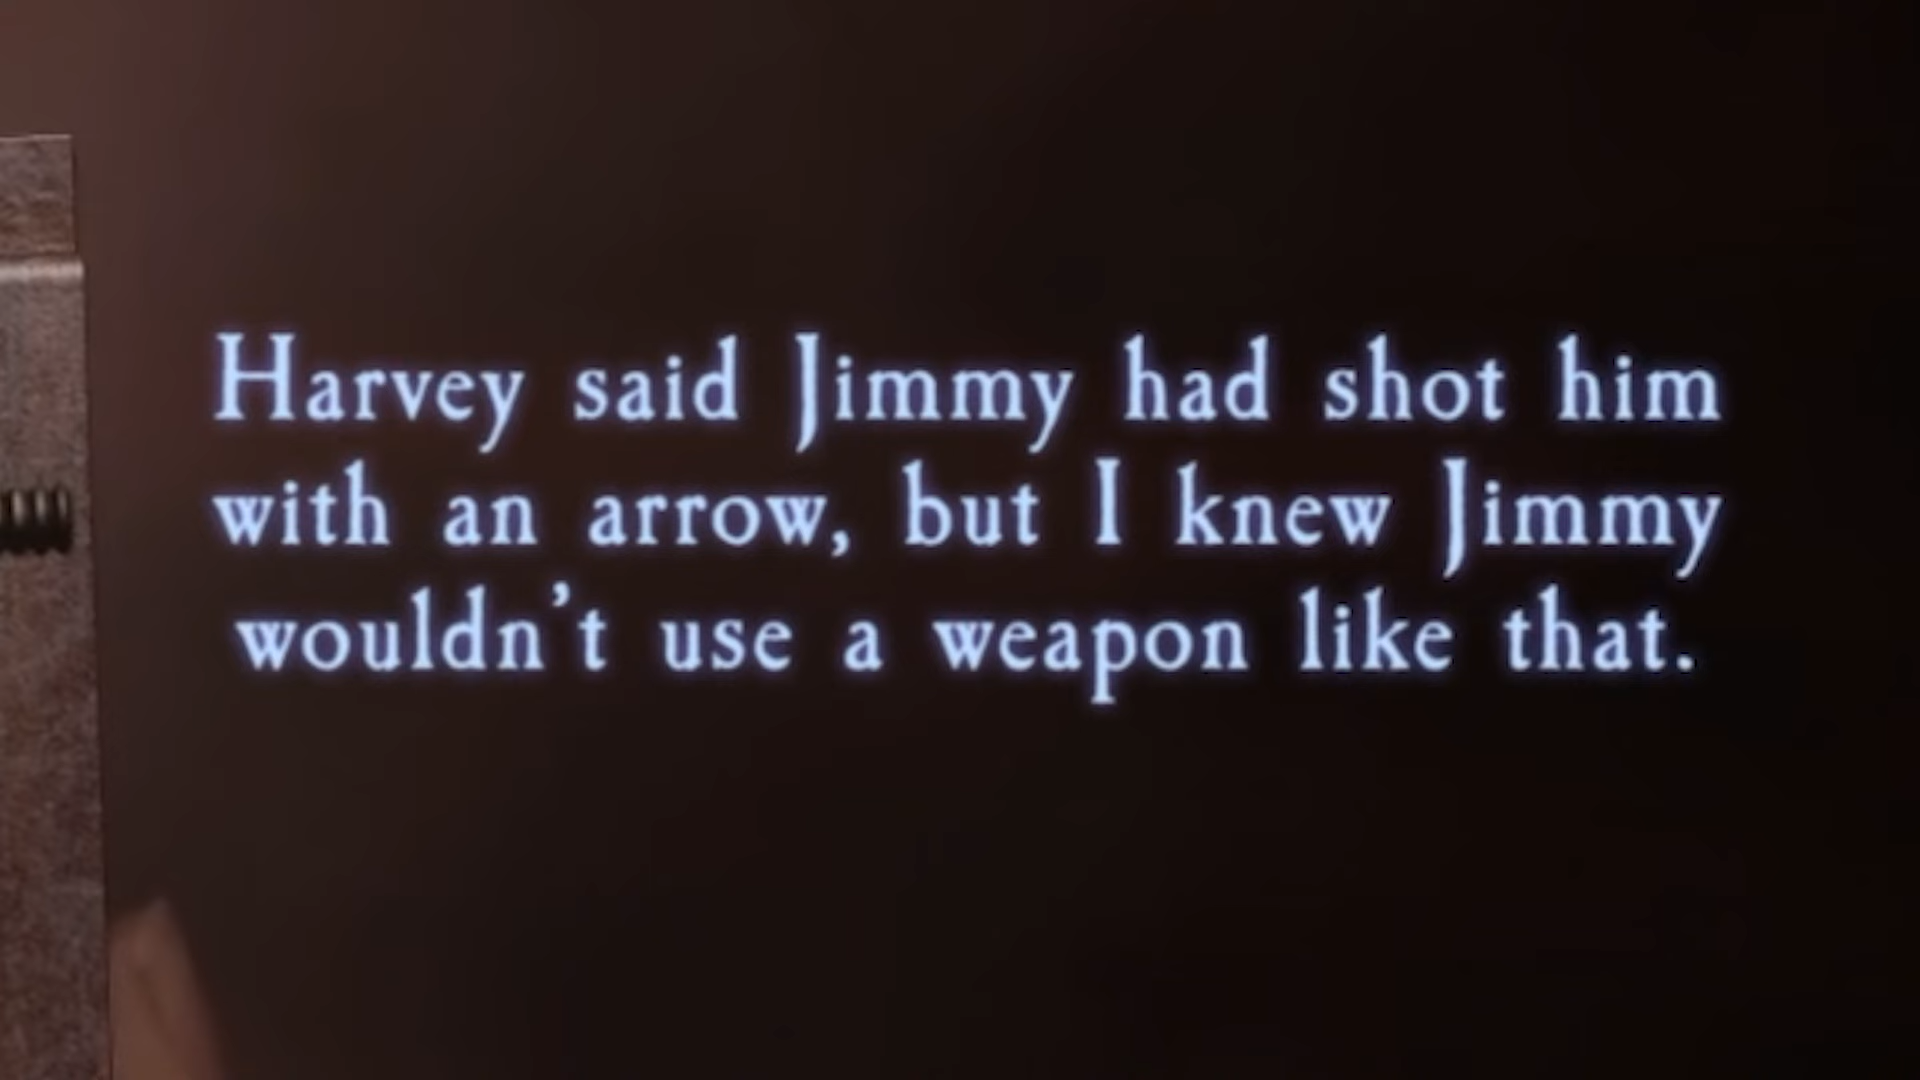 Harvey said Jimmy had shot him
with an arrow, but I knew Jimmy
wouldn't use a weapon like that.